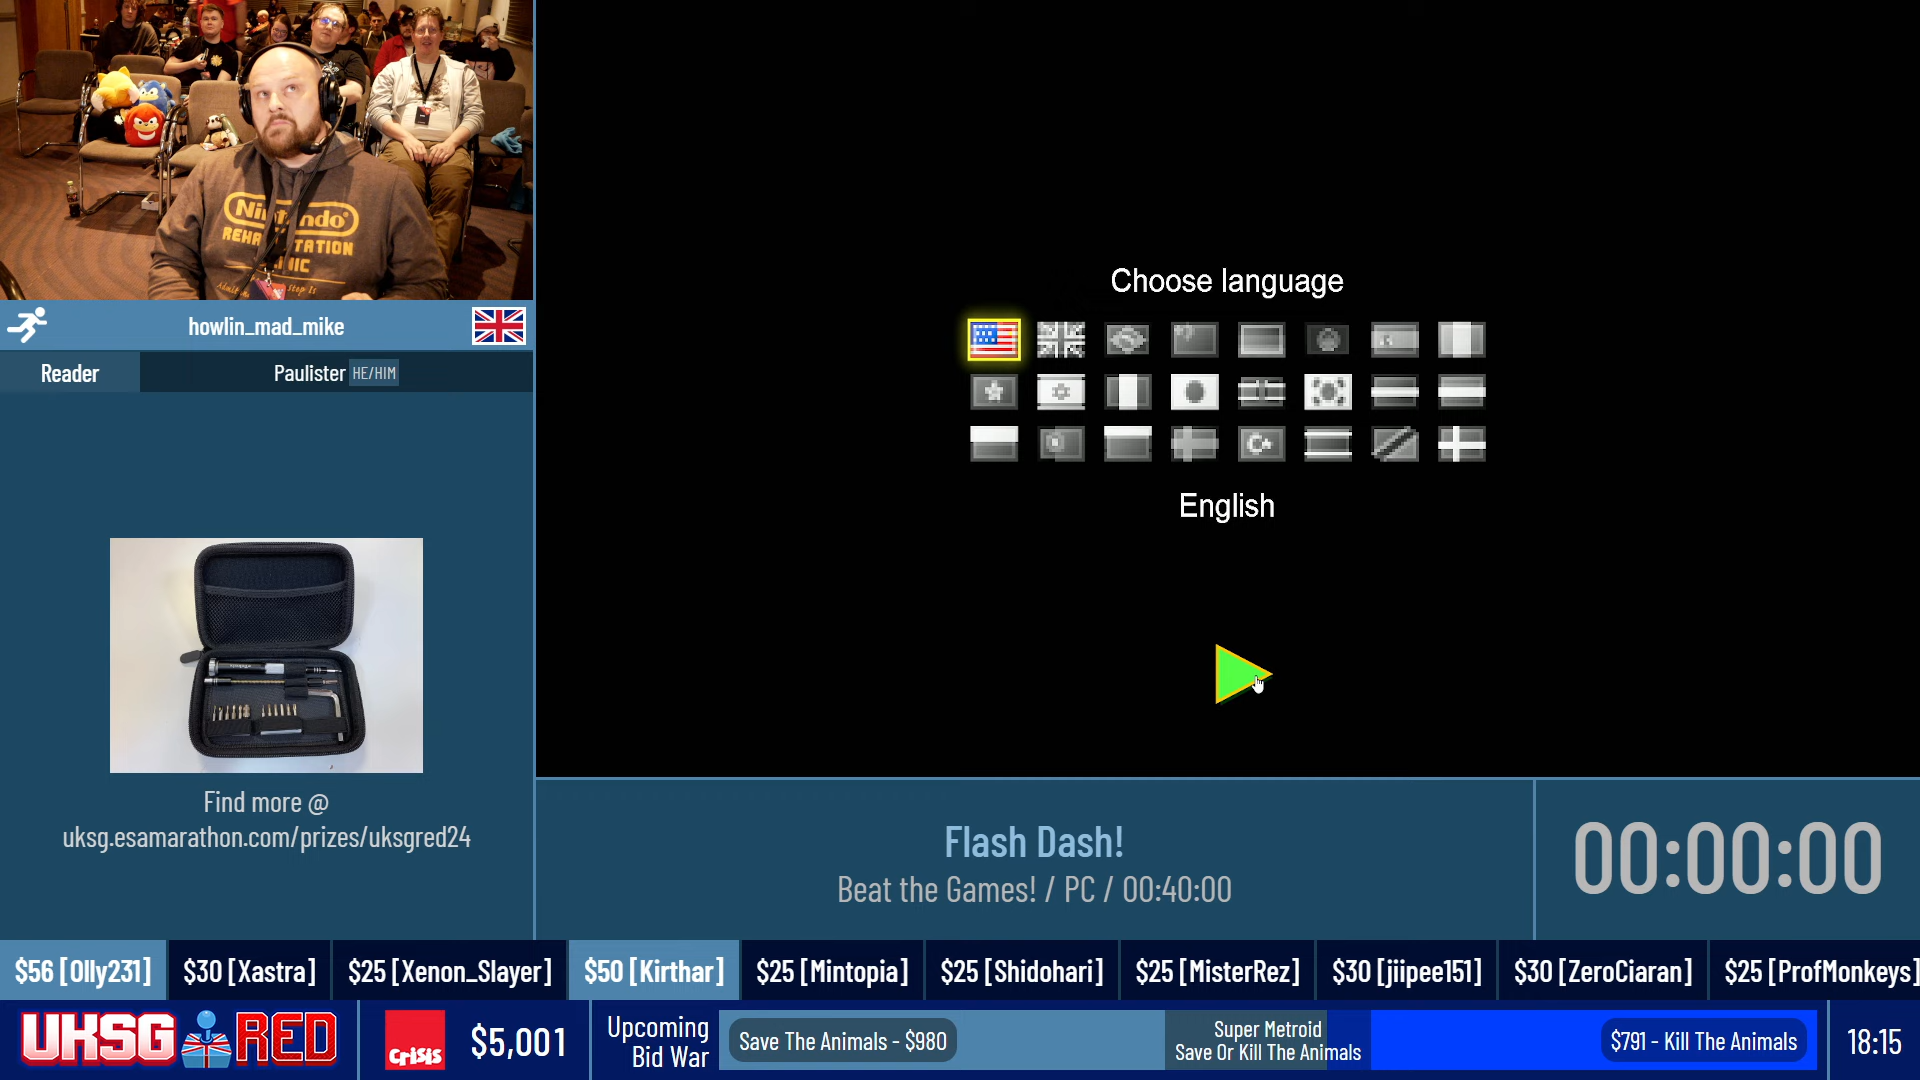 Nintendo
REHABILITATION
CLINIC
howlin_mad_mike
Reader
Paulister HE/HIM
Find more @
uksg.esamarathon.com/prizes/uksgred24
Choose language
English
Flash Dash!
Beat the Games! / PC / 00:40:00
00:00:00
$56 [Olly231]
$30 [Xastra]
$25 [Xenon_Slayer]
$50 [Kirthar]
$25 [Mintopia]
$25 [Shidohari]
$25 [MisterRez]
$30 [jiipee151]
$30 [ZeroCiaran]
$25 [ProfMonkeys]
UKSG RED
Crisis
$5,001
Upcoming
Bid War
Save The Animals - $980
Super Metroid
Save Or Kill The Animals
$791 - Kill The Animals
18:15